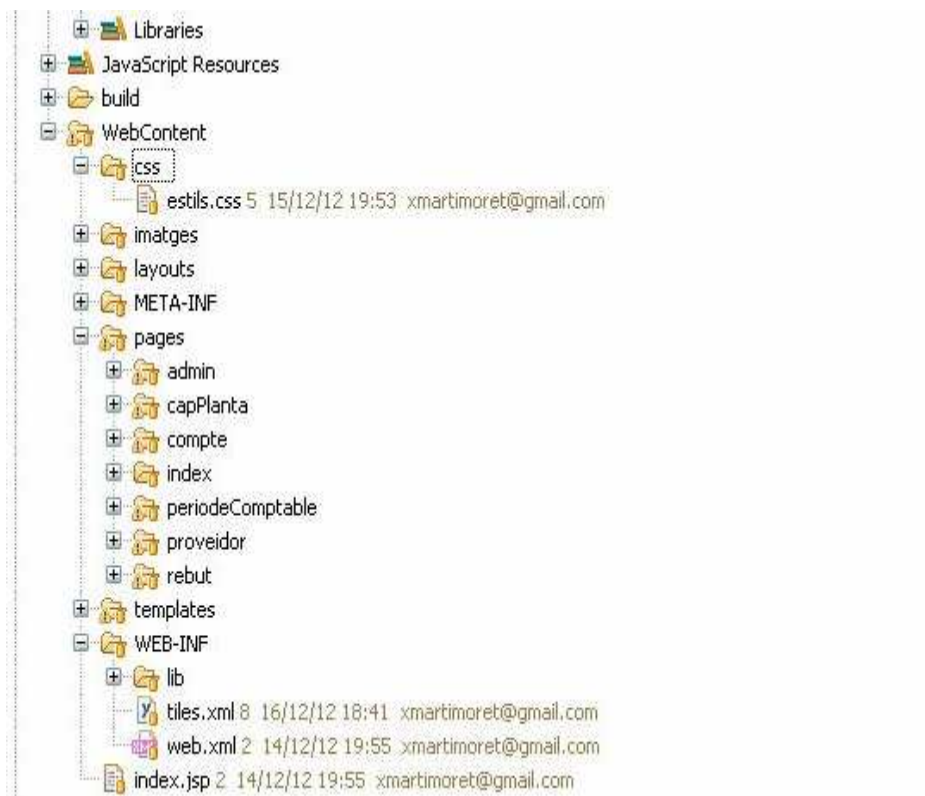 Libraries
JavaScript Resources
build
WebContent
css
estils.css 5 15/12/12 19:53 xmartimoret@gmail.com
imatges
layouts
META-INF
pages
admin
capPlanta
compte
index
periodeComptable
proveidor
rebut
templates
WEB-INF
lib
tiles.xml 8 16/12/12 18:41 xmartimoret@gmail.com
web.xml 2 14/12/12 19:55 xmartimoret@gmail.com
index.jsp 2 14/12/12 19:55 xmartimoret@gmail.com